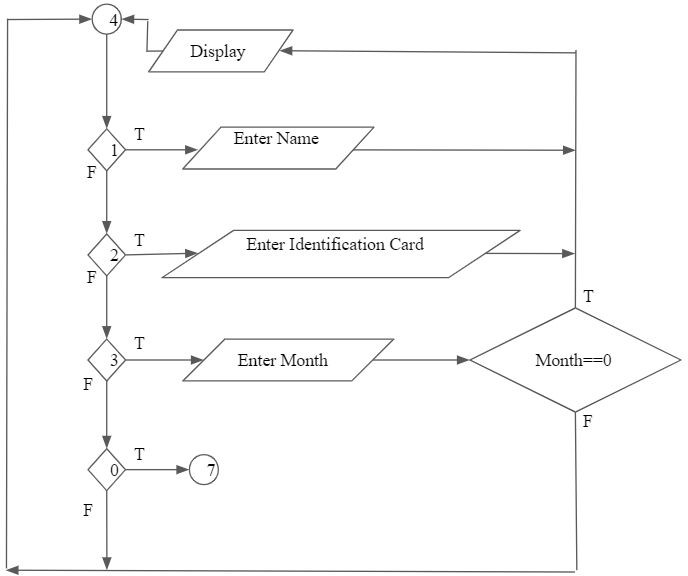 4
Display
T
1
Enter Name
F
T
2
Enter Identification Card
F
T
T
3
Enter Month
Month==0
F
F
T
0
7
F